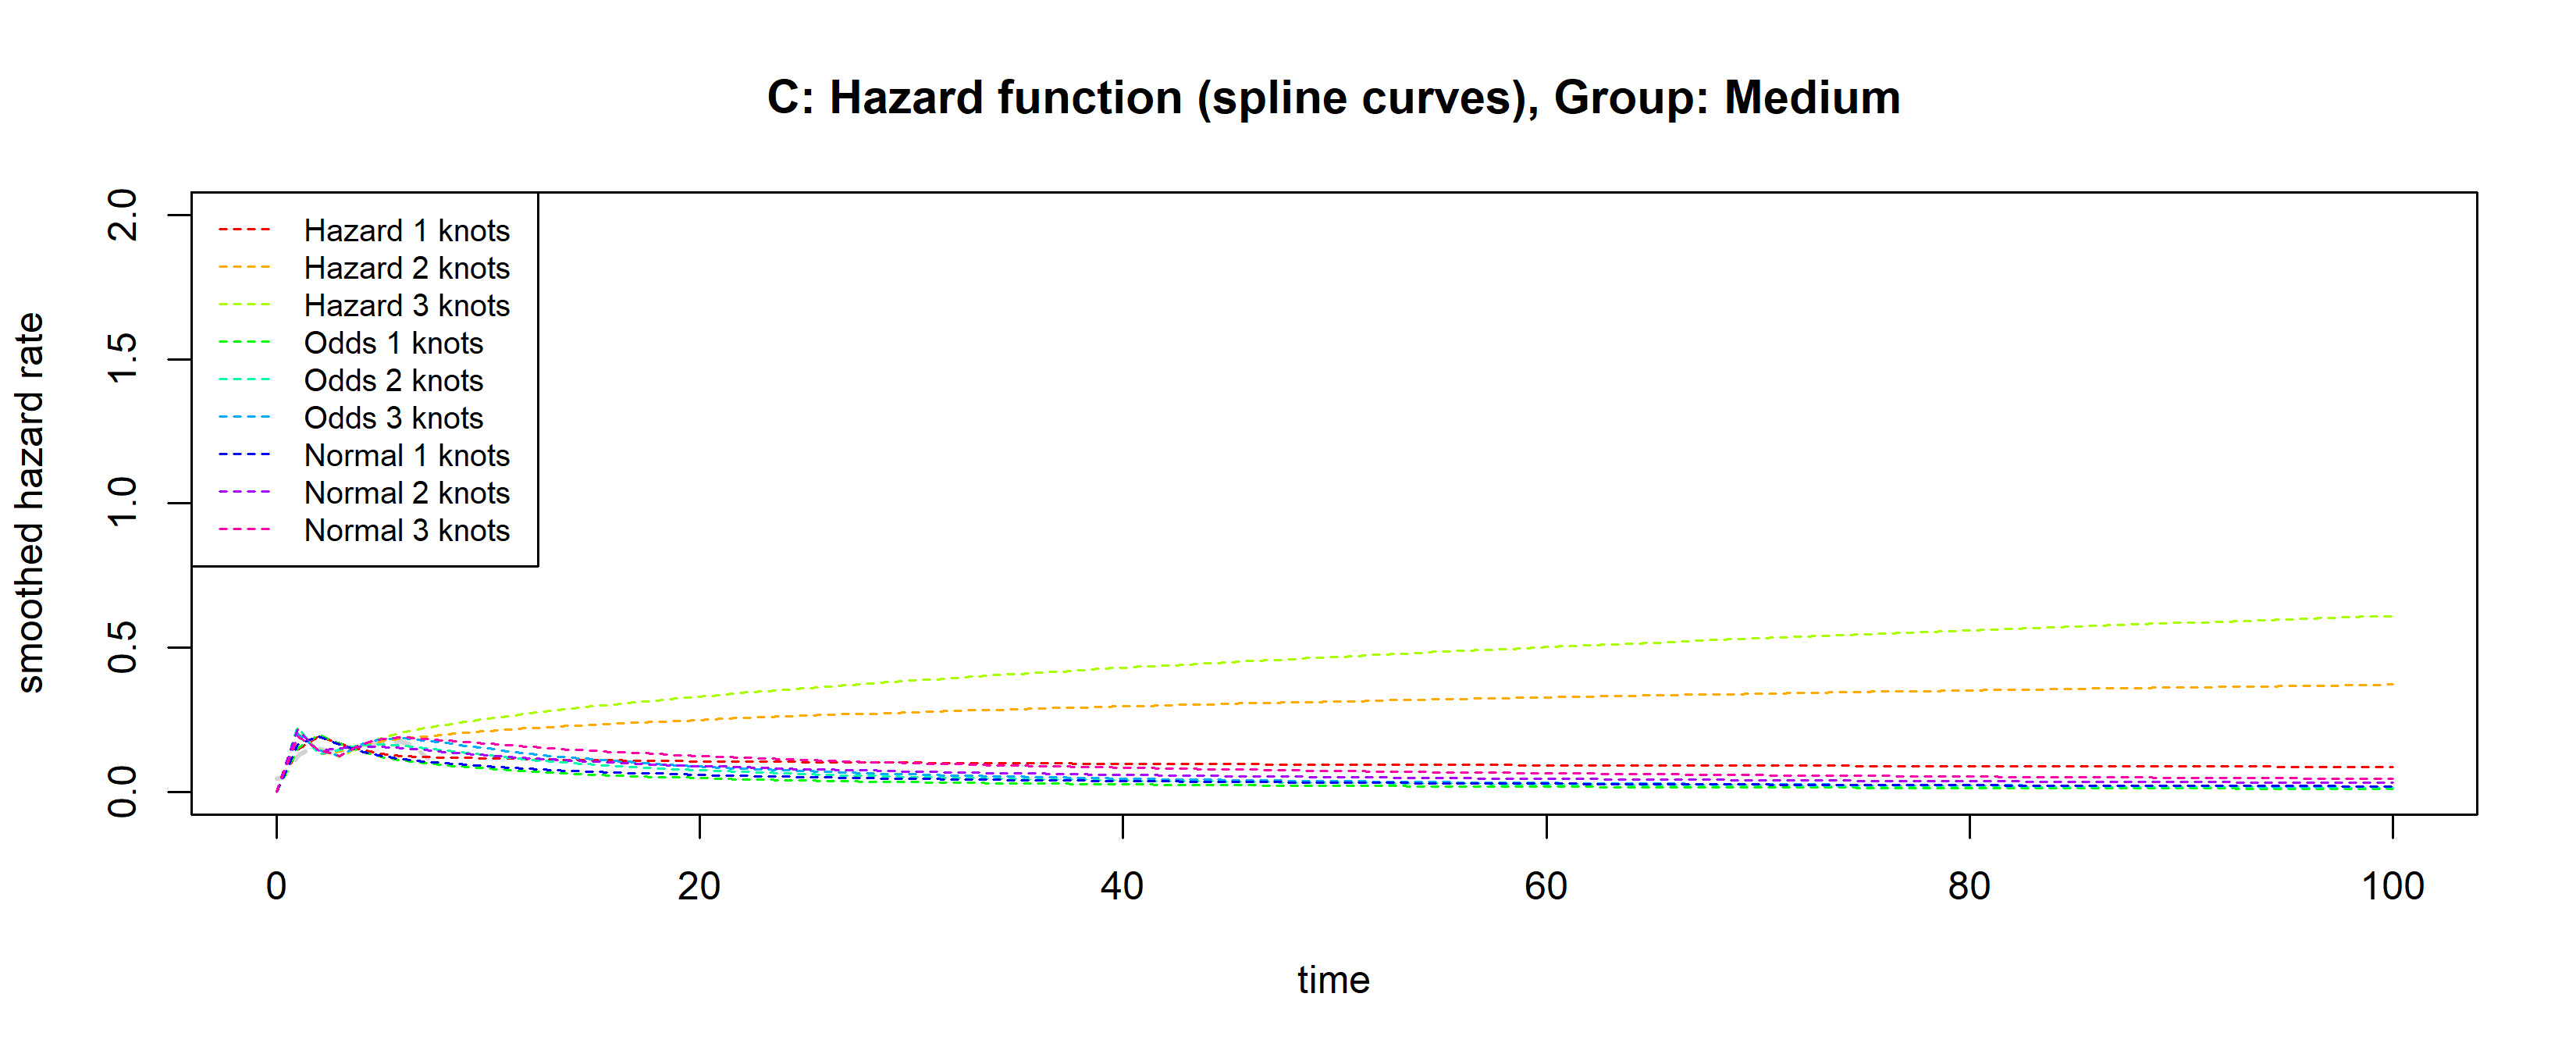 C: Hazard function (spline curves), Group: Medium
smoothed hazard rate
2.0
1.5
1.0
0.5
0.0
Hazard 1 knots
Hazard 2 knots
Hazard 3 knots
Odds 1 knots
Odds 2 knots
Odds 3 knots
Normal 1 knots
Normal 2 knots
Normal 3 knots
0 20 40 60 80 100
time